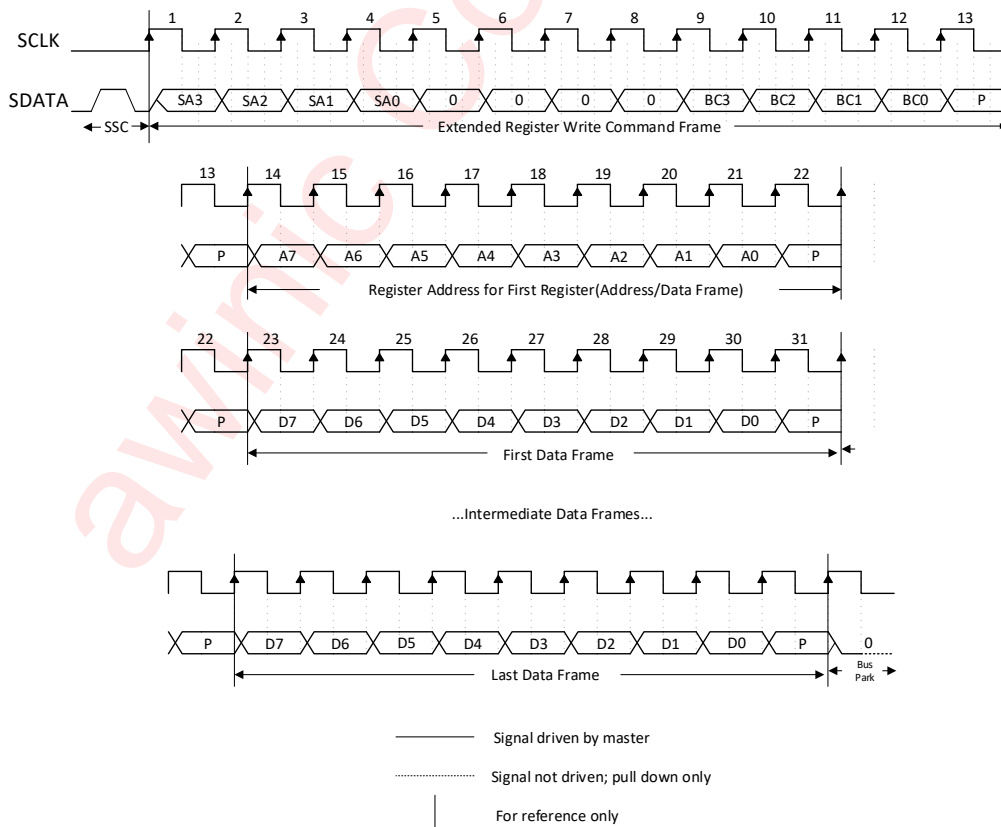 1 2 3 4 5 6 7 8 9 10 11 12 13
SCLK
SDATA SA3 SA2 SA1 SA0 0 0 0 0 BC3 BC2 BC1 BC0 P
SSC Extended Register Write Command Frame
13 14 15 16 17 18 19 20 21 22
P A7 A6 A5 A4 A3 A2 A1 A0 P
Register Address for First Register(Address/Data Frame)
22 23 24 25 26 27 28 29 30 31
P D7 D6 D5 D4 D3 D2 D1 D0 P
First Data Frame
...Intermediate Data Frames...
P D7 D6 D5 D4 D3 D2 D1 D0 P 0
Last Data Frame
Bus
Park
Signal driven by master
Signal not driven; pull down only
For reference only
awinic Co